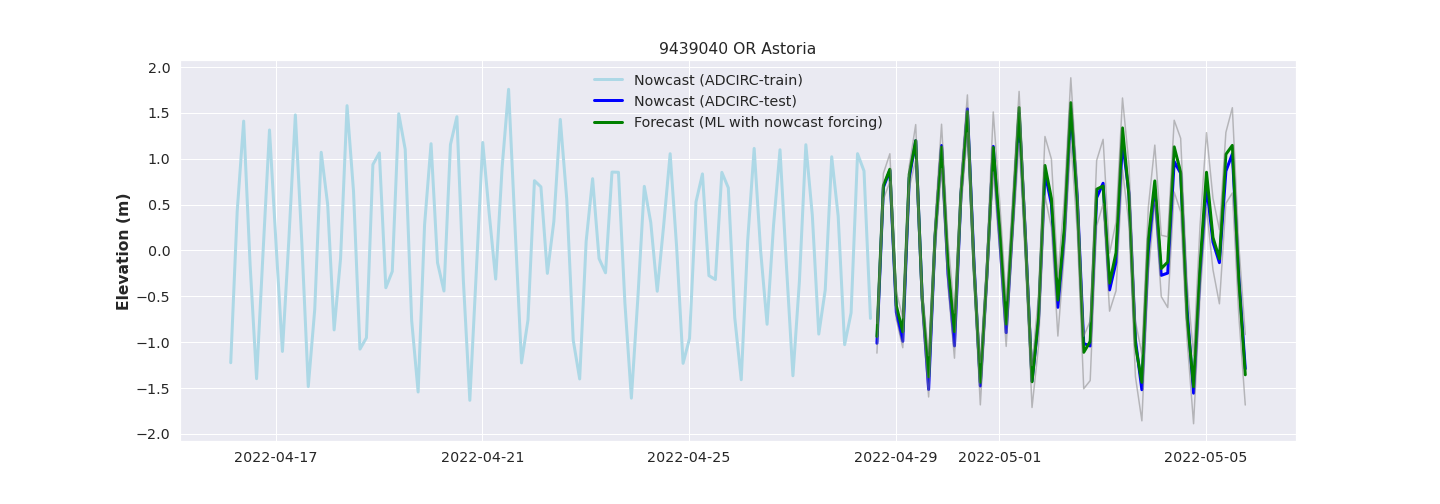 9439040 OR Astoria
Nowcast (ADCIRC-train)
Nowcast (ADCIRC-test)
Forecast (ML with nowcast forcing)
Elevation (m)
2.0
1.5
1.0
0.5
0.0
−0.5
−1.0
−1.5
−2.0
2022-04-17 2022-04-21 2022-04-25 2022-04-29 2022-05-01 2022-05-05